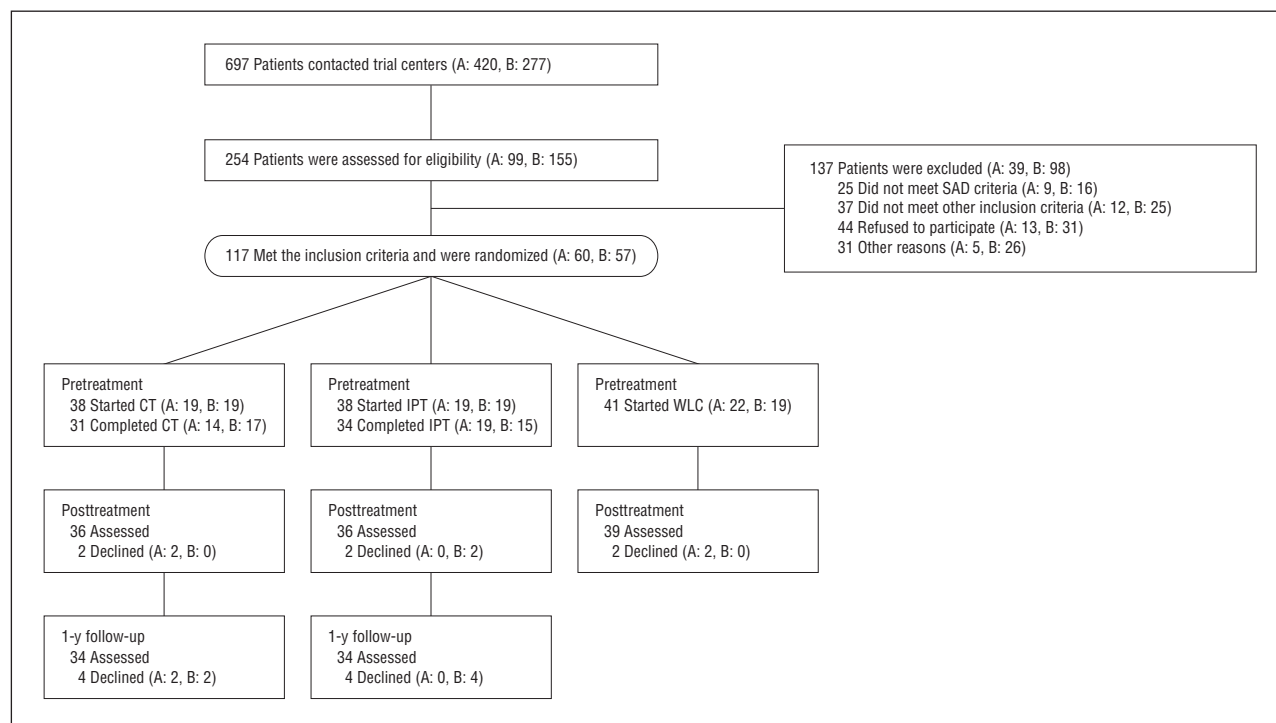 697 Patients contacted trial centers (A: 420, B: 277)
254 Patients were assessed for eligibility (A: 99, B: 155)
137 Patients were excluded (A: 39, B: 98)
25 Did not meet SAD criteria (A: 9, B: 16)
37 Did not meet other inclusion criteria (A: 12, B: 25)
44 Refused to participate (A: 13, B: 31)
31 Other reasons (A: 5, B: 26)
117 Met the inclusion criteria and were randomized (A: 60, B: 57)
Pretreatment
38 Started CT (A: 19, B: 19)
31 Completed CT (A: 14, B: 17)
Pretreatment
38 Started IPT (A: 19, B: 19)
34 Completed IPT (A: 19, B: 15)
Pretreatment
41 Started WLC (A: 22, B: 19)
Posttreatment
36 Assessed
2 Declined (A: 2, B: 0)
Posttreatment
36 Assessed
2 Declined (A: 0, B: 2)
Posttreatment
39 Assessed
2 Declined (A: 2, B: 0)
1-y follow-up
34 Assessed
4 Declined (A: 2, B: 2)
1-y follow-up
34 Assessed
4 Declined (A: 0, B: 4)